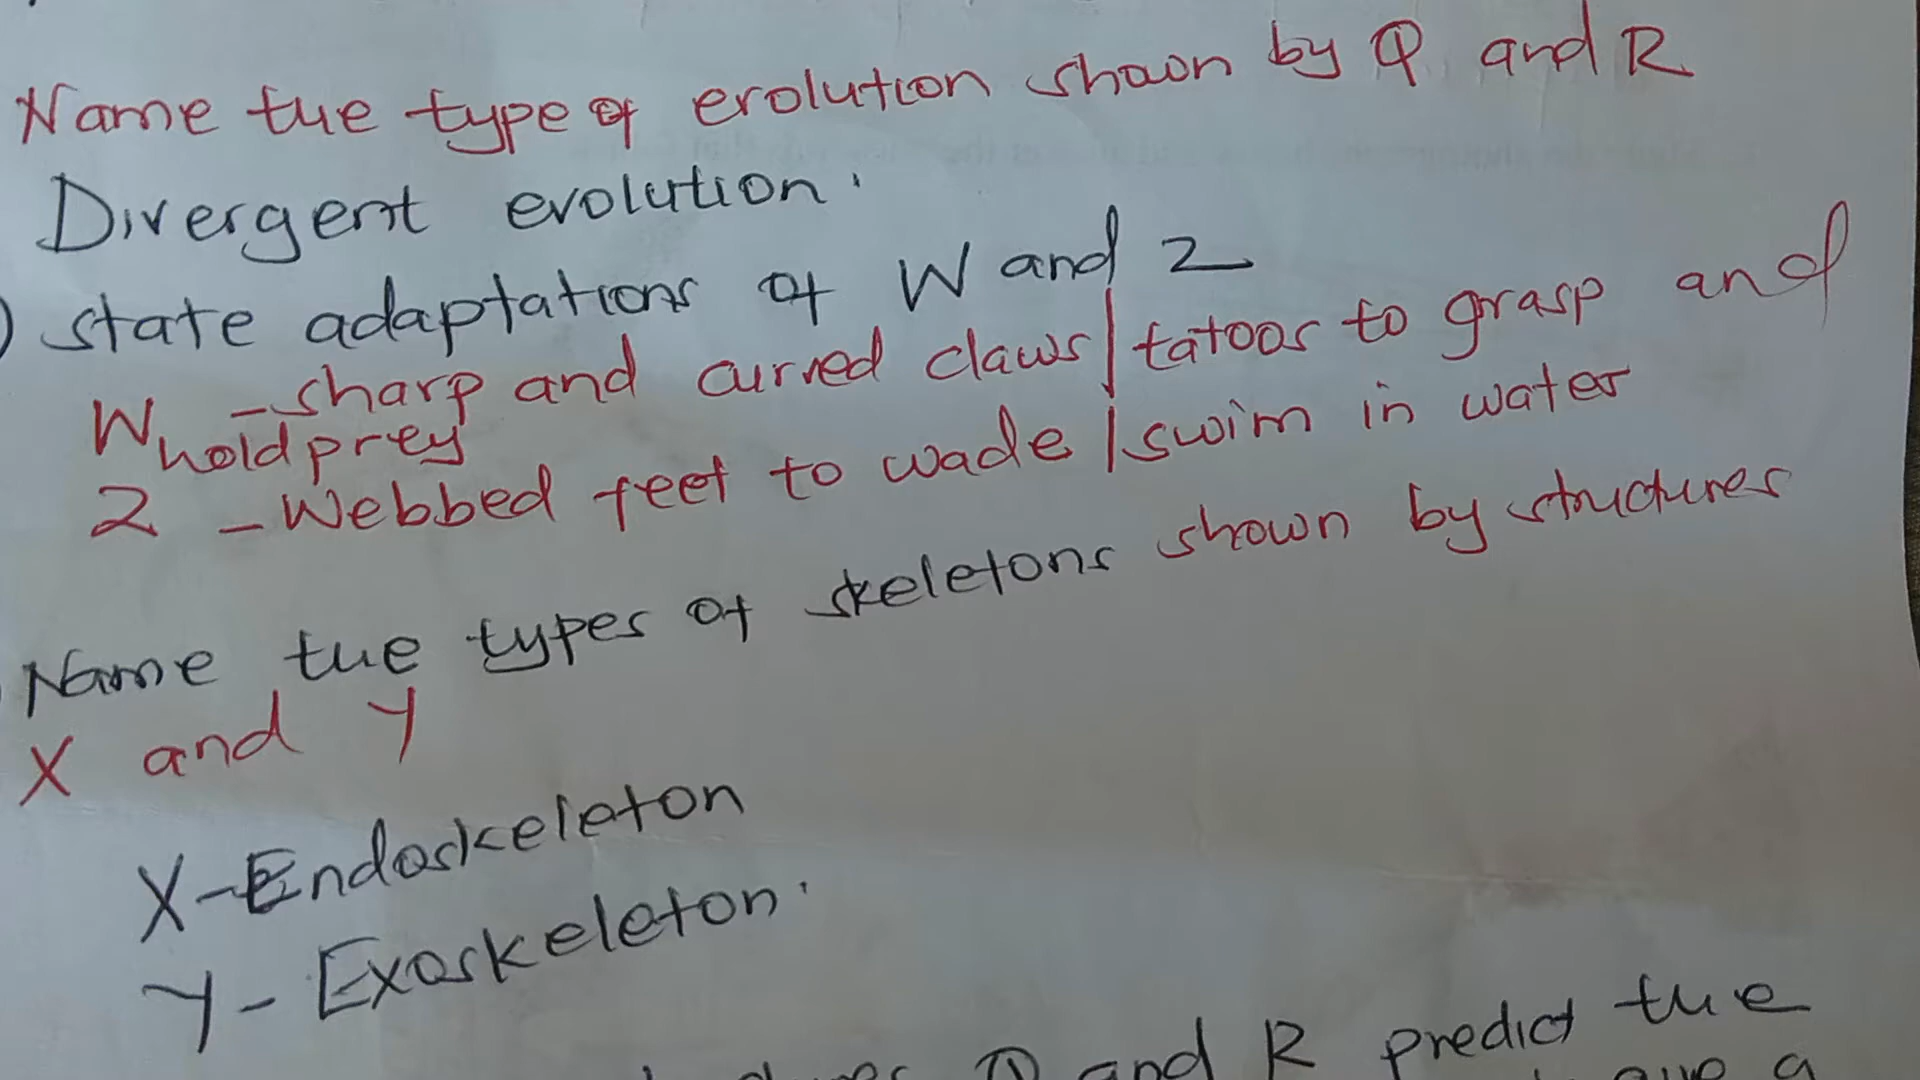 Name the type of evolution shown by Q and R
Divergent evolution.
) state adaptations of W and Z
W - sharp and curved claws/tatoos to grasp and
hold prey
Z - Webbed feet to wade/swim in water
Name the types of skeletons shown by structures
X and Y
X - Endoskeleton
Y - Exoskeleton.
Q and R predict the
a